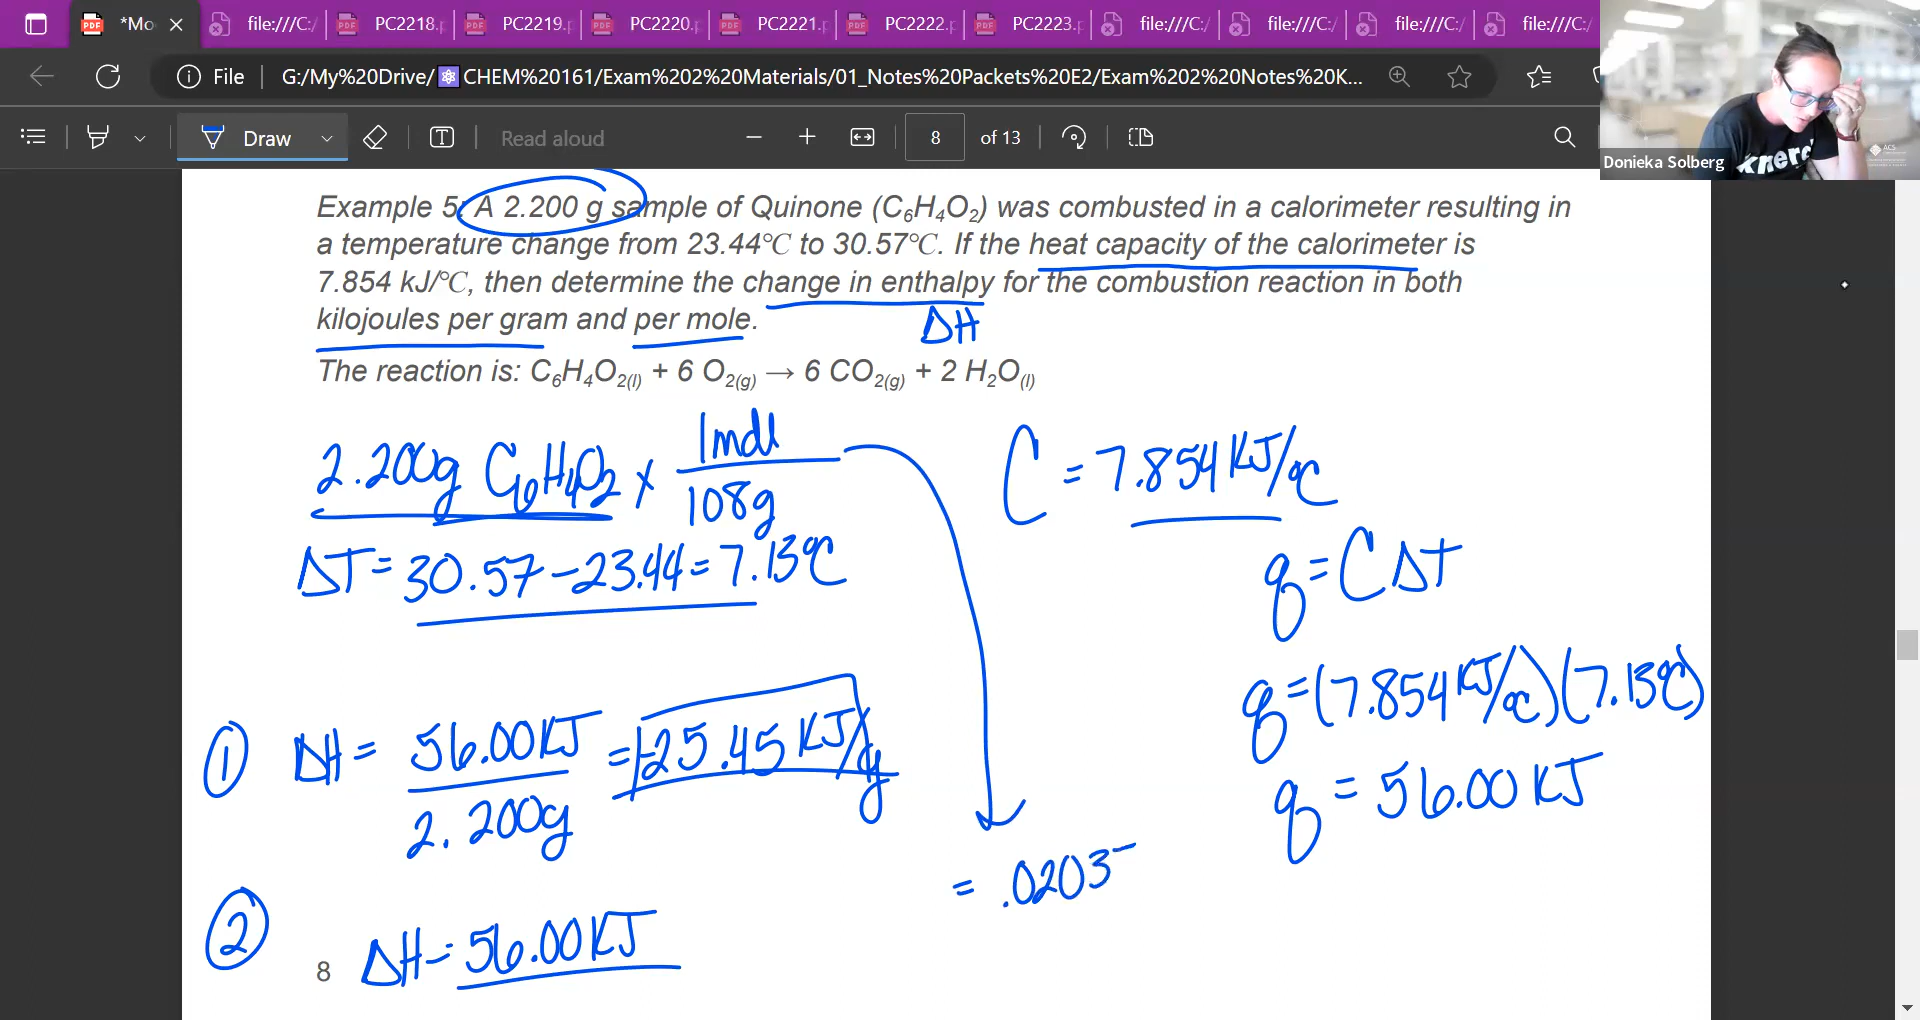 *Mo
file:///C:/
PC2218.p
PC2219.p
PC2220.p
PC2221.p
PC2222.p
PC2223.p
file:///C:/
file:///C:/
file:///C:/
file:///C:/
File G:/My%20Drive/⚛CHEM%20161/Exam%202%20Materials/01_Notes%20Packets%20E2/Exam%202%20Notes%20K...
Draw
Read aloud
8 of 13
Donieka Solberg
ACS
Example 5: A 2.200 g sample of Quinone (C₆H₄O₂) was combusted in a calorimeter resulting in
a temperature change from 23.44°C to 30.57°C. If the heat capacity of the calorimeter is
7.854 kJ/°C, then determine the change in enthalpy for the combustion reaction in both
kilojoules per gram and per mole.
ΔH
The reaction is: C₆H₄O₂₍ₗ₎ + 6 O₂(g) → 6 CO₂(g) + 2 H₂O₍ₗ₎
2.200g C₆H₄O₂ x 1mol
108g
ΔT = 30.57 - 23.44 = 7.13°C
C = 7.854 KJ/°C
q = CΔT
q = (7.854 KJ/°C)(7.13°C)
q = 56.00 KJ
① ΔH = 56.00KJ = -25.45 KJ/g
2.200g
= .0203
② ΔH = 56.00KJ
8